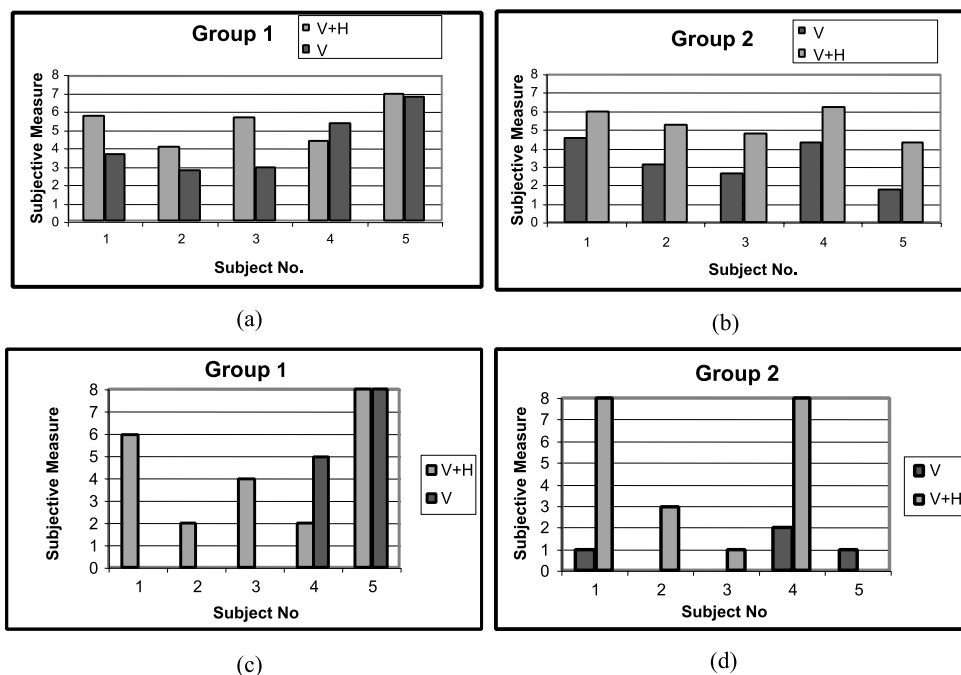 Group 1
V+H
V
Subjective Measure
8
7
6
5
4
3
2
1
0
1 2 3 4 5
Subject No.
(a)
Group 2
V
V+H
Subjective Measure
8
7
6
5
4
3
2
1
0
1 2 3 4 5
Subject No.
(b)
Group 1
Subjective Measure
8
7
6
5
4
3
2
1
0
1 2 3 4 5
Subject No
V+H
V
(c)
Group 2
Subjective Measure
8
7
6
5
4
3
2
1
0
1 2 3 4 5
Subject No
V
V+H
(d)